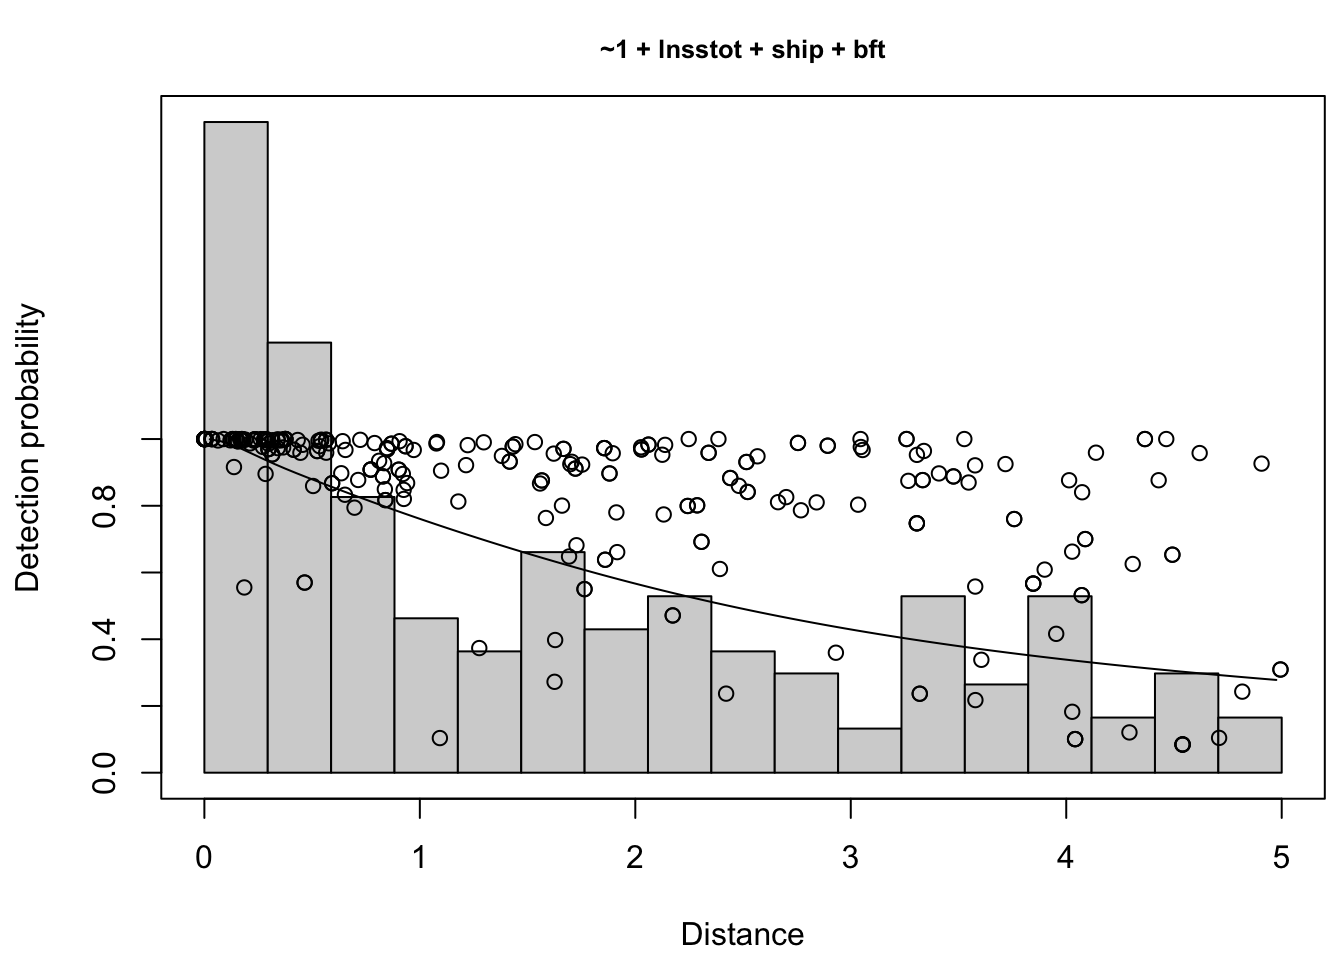 ~1 + lnsstot + ship + bft
Detection probability
0.8
0.4
0.0
0 1 2 3 4 5
Distance